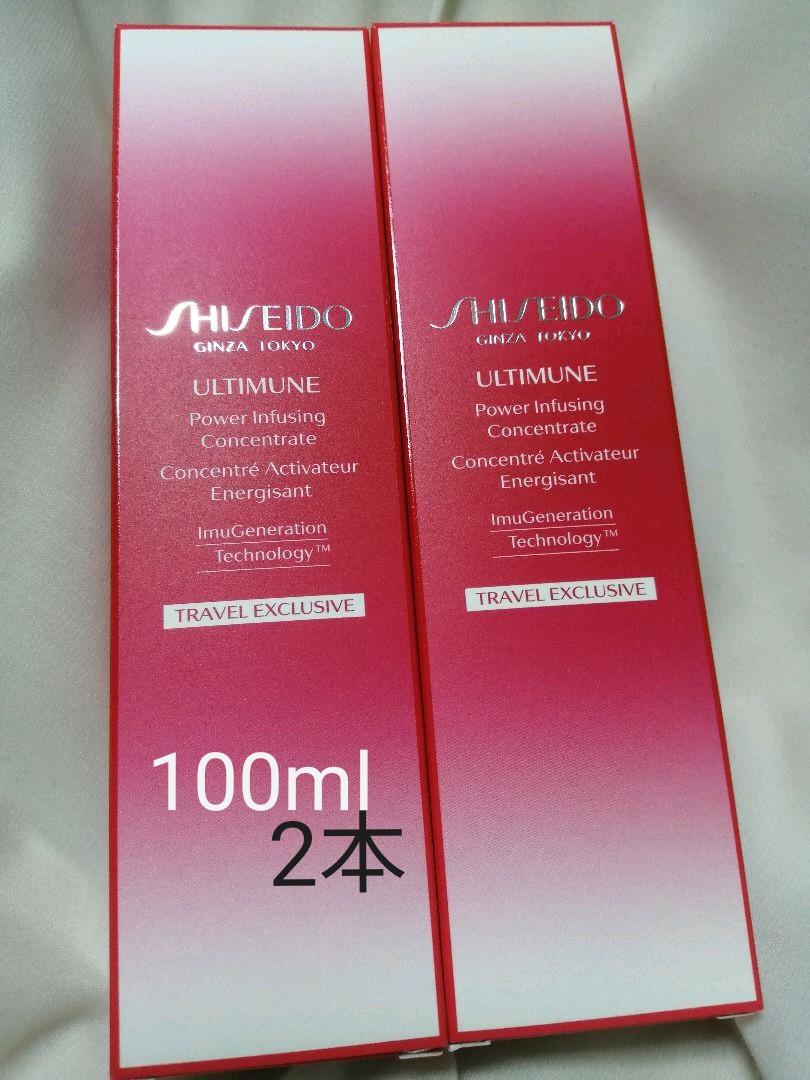 SHISEIDO
GINZA TOKYO
ULTIMUNE
Power Infusing
Concentrate
Concentré Activateur
Energisant
ImuGeneration
Technology™
TRAVEL EXCLUSIVE
SHISEIDO
GINZA TOKYO
ULTIMUNE
Power Infusing
Concentrate
Concentré Activateur
Energisant
ImuGeneration
Technology™
TRAVEL EXCLUSIVE
100ml
2本